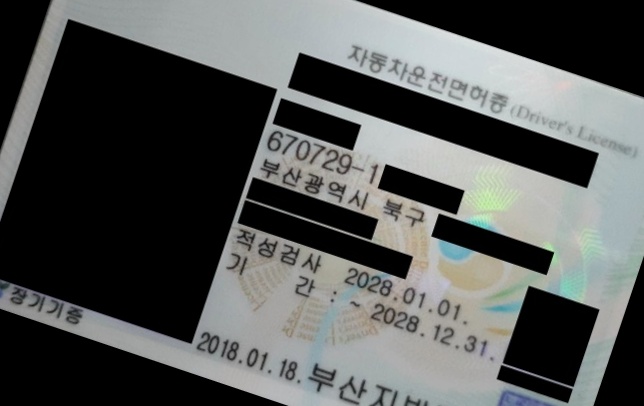 자동차운전면허증 (Driver's License)
670729-1
부산광역시 북구
적성검사 2028.01.01.
기 간 : ~ 2028.12.31.
장기기증
2018.01.18. 부산지방